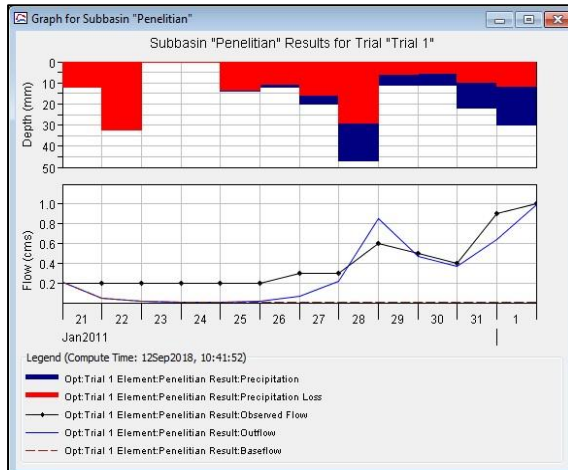 Graph for Subbasin "Penelitian"
Subbasin "Penelitian" Results for Trial "Trial 1"
Depth (mm)
0
10
20
30
40
50
Flow (cms)
1.0
0.8
0.6
0.4
0.2
21 22 23 24 25 26 27 28 29 30 31 1
Jan2011
Legend (Compute Time: 12Sep2018, 10:41:52)
Opt:Trial 1 Element:Penelitian Result:Precipitation
Opt:Trial 1 Element:Penelitian Result:Precipitation Loss
Opt:Trial 1 Element:Penelitian Result:Observed Flow
Opt:Trial 1 Element:Penelitian Result:Outflow
Opt:Trial 1 Element:Penelitian Result:Baseflow